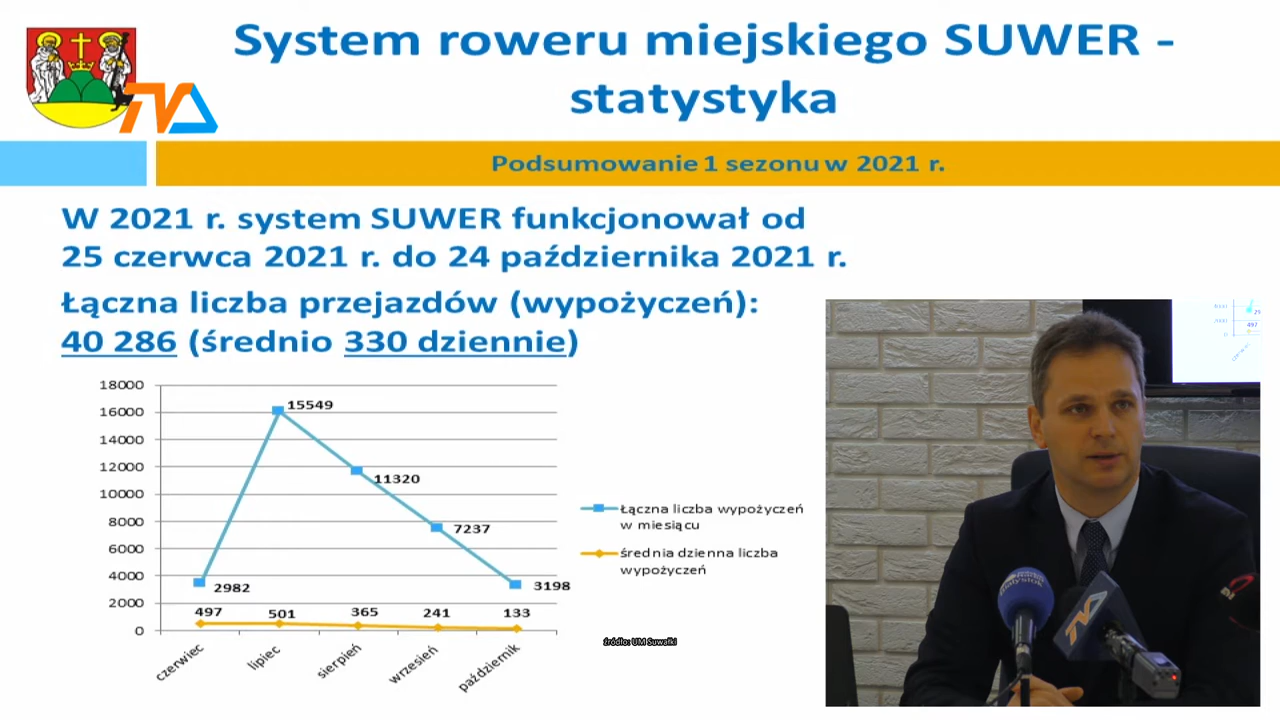 System roweru miejskiego SUWER -
statystyka
TVA
Podsumowanie 1 sezonu w 2021 r.
W 2021 r. system SUWER funkcjonował od
25 czerwca 2021 r. do 24 października 2021 r.
Łączna liczba przejazdów (wypożyczeń):
40 286 (średnio 330 dziennie)
18000
16000
14000
12000
10000
8000
6000
4000
2000
0
2982
15549
11320
7237
3198
497
501
365
241
133
czerwiec
lipiec
sierpień
wrzesień
październik
Łączna liczba wypożyczeń
w miesiącu
średnia dzienna liczba
wypożyczeń
źródło: UM Suwałki
497
TVA